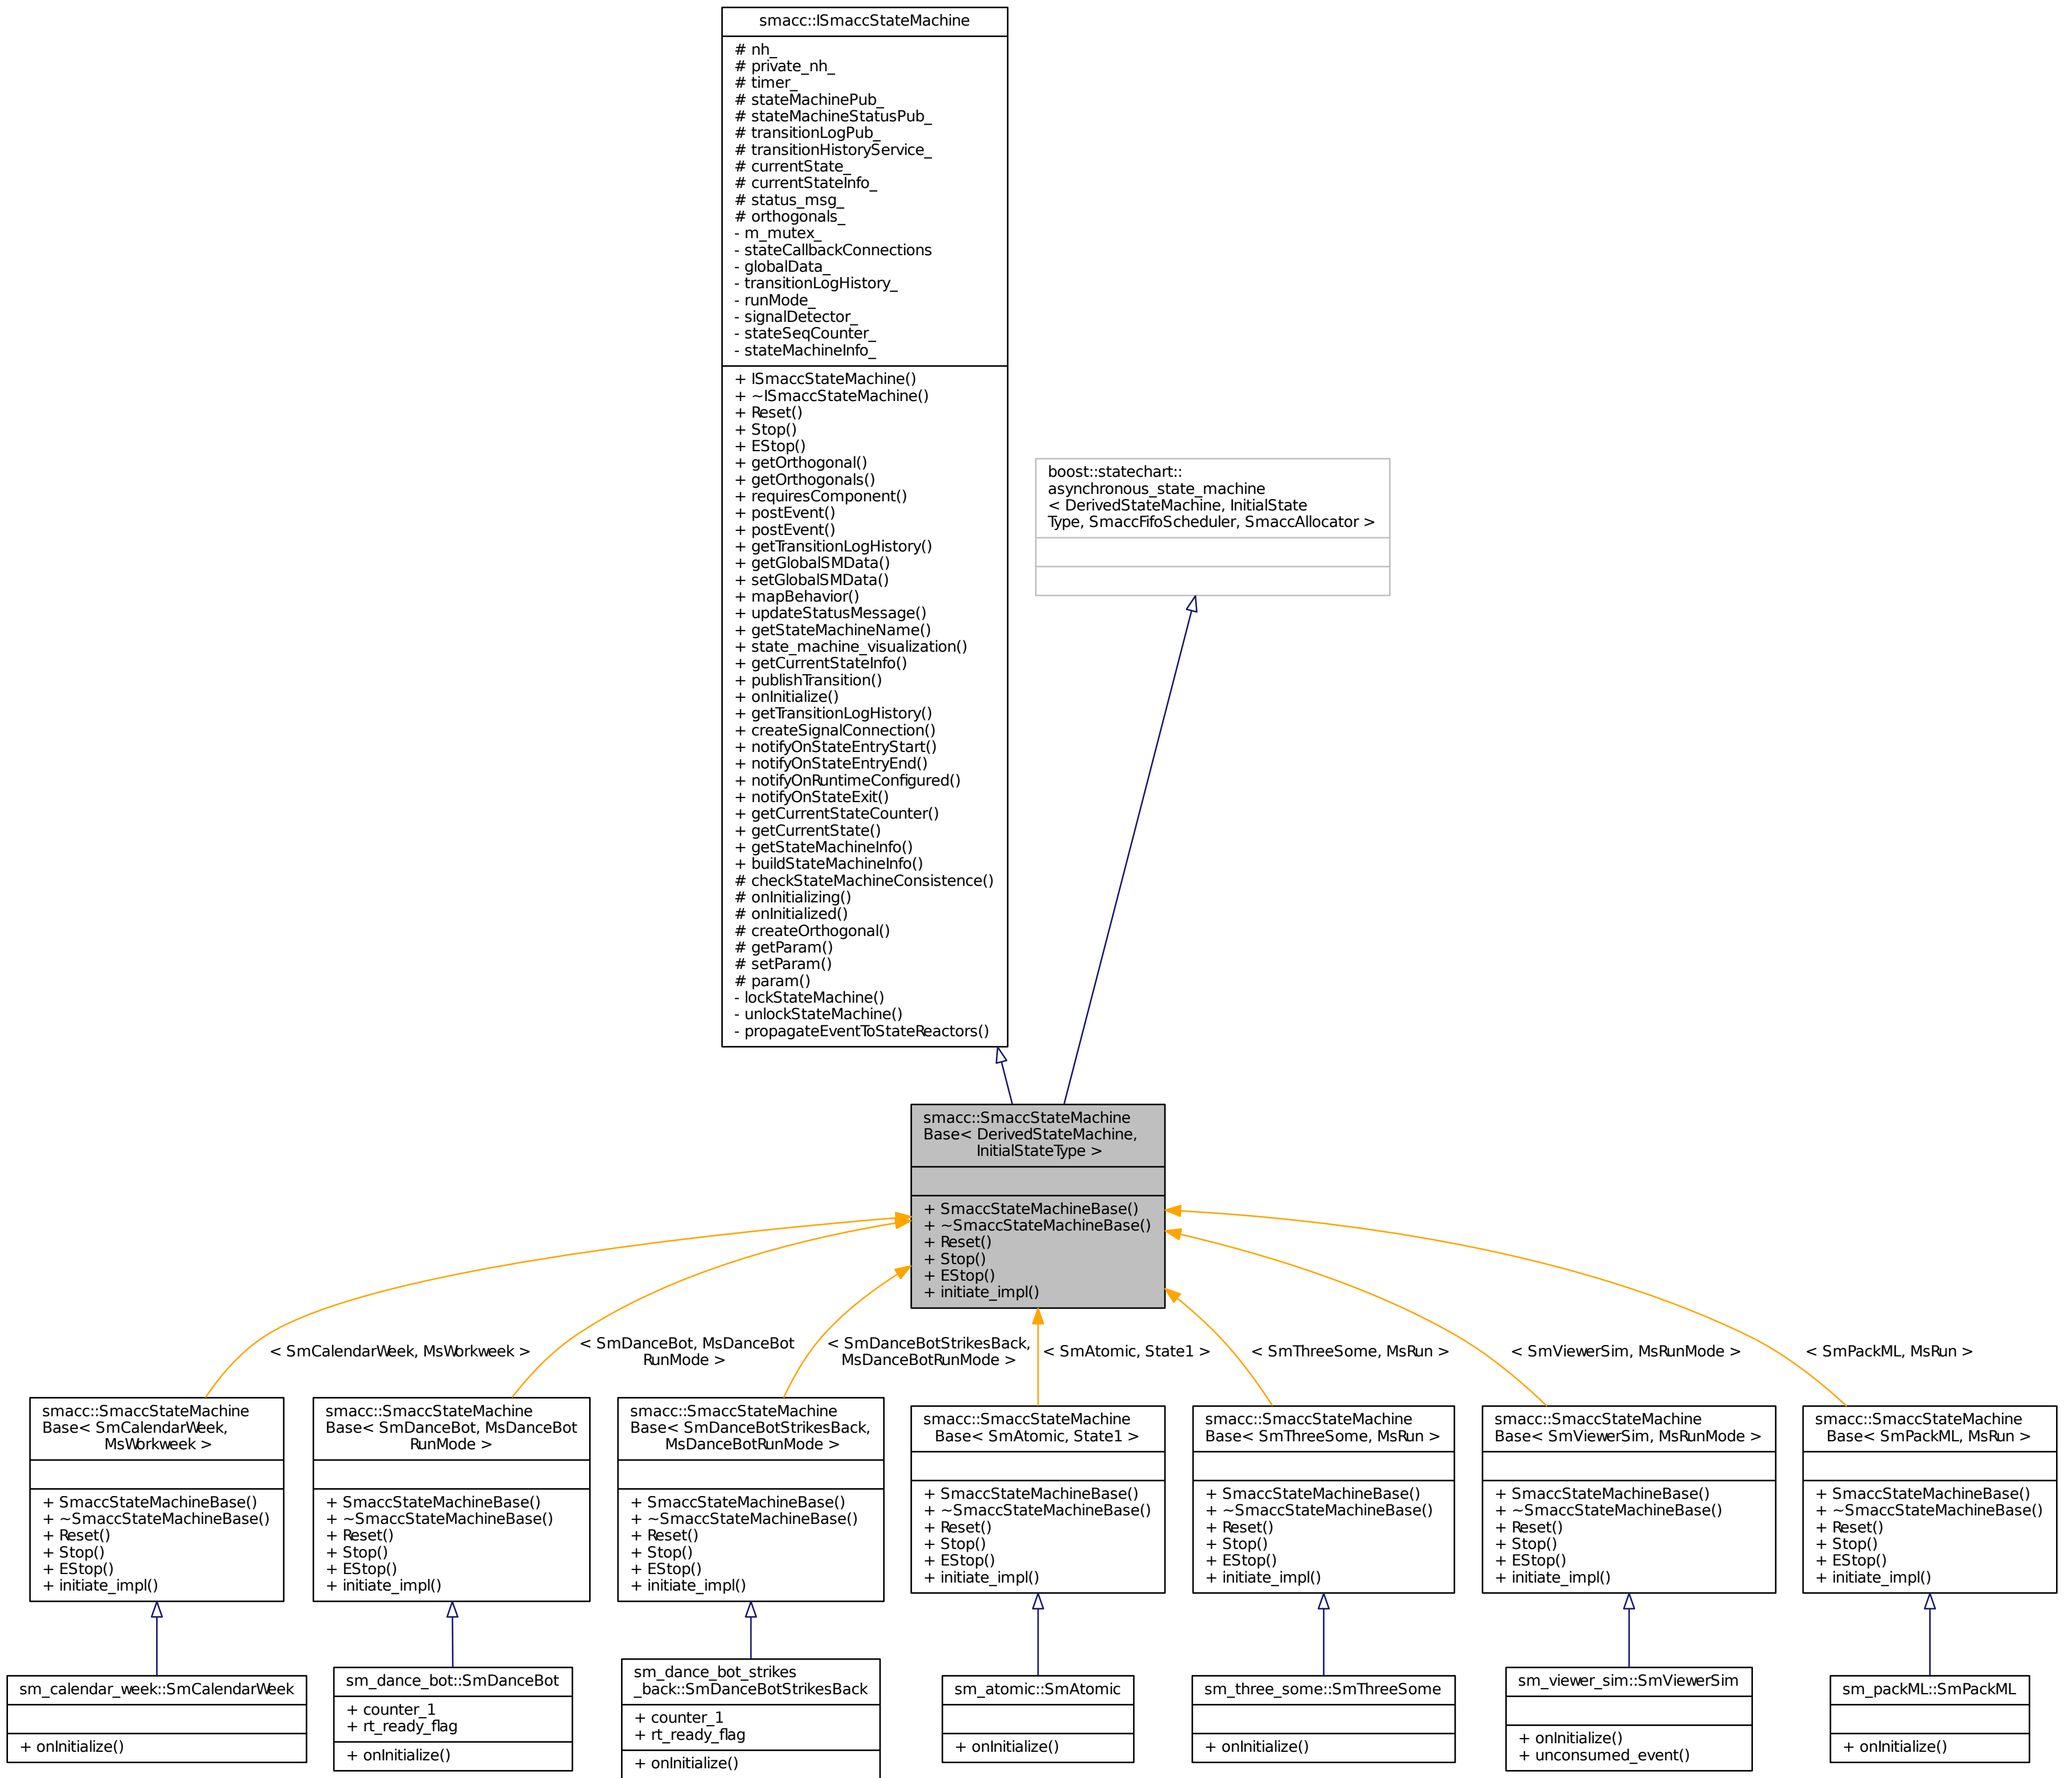 smacc::ISmaccStateMachine
# nh_
# private_nh_
# timer_
# stateMachinePub_
# stateMachineStatusPub_
# transitionLogPub_
# transitionHistoryService_
# currentState_
# currentStateInfo_
# status_msg_
# orthogonals_
- m_mutex_
- stateCallbackConnections
- globalData_
- transitionLogHistory_
- runMode_
- signalDetector_
- stateSeqCounter_
- stateMachineInfo_
+ ISmaccStateMachine()
+ ~ISmaccStateMachine()
+ Reset()
+ Stop()
+ EStop()
+ getOrthogonal()
+ getOrthogonals()
+ requiresComponent()
+ postEvent()
+ postEvent()
+ getTransitionLogHistory()
+ getGlobalSMData()
+ setGlobalSMData()
+ mapBehavior()
+ updateStatusMessage()
+ getStateMachineName()
+ state_machine_visualization()
+ getCurrentStateInfo()
+ publishTransition()
+ onInitialize()
+ getTransitionLogHistory()
+ createSignalConnection()
+ notifyOnStateEntryStart()
+ notifyOnStateEntryEnd()
+ notifyOnRuntimeConfigured()
+ notifyOnStateExit()
+ getCurrentStateCounter()
+ getCurrentState()
+ getStateMachineInfo()
+ buildStateMachineInfo()
# checkStateMachineConsistence()
# onInitializing()
# onInitialized()
# createOrthogonal()
# getParam()
# setParam()
# param()
- lockStateMachine()
- unlockStateMachine()
- propagateEventToStateReactors()
boost::statechart::
asynchronous_state_machine
< DerivedStateMachine, InitialState
Type, SmaccFifoScheduler, SmaccAllocator >
smacc::SmaccStateMachine
Base< DerivedStateMachine,
InitialStateType >
+ SmaccStateMachineBase()
+ ~SmaccStateMachineBase()
+ Reset()
+ Stop()
+ EStop()
+ initiate_impl()
< SmCalendarWeek, MsWorkweek >
< SmDanceBot, MsDanceBot
RunMode >
< SmDanceBotStrikesBack,
MsDanceBotRunMode >
< SmAtomic, State1 >
< SmThreeSome, MsRun >
< SmViewerSim, MsRunMode >
< SmPackML, MsRun >
smacc::SmaccStateMachine
Base< SmCalendarWeek,
MsWorkweek >
+ SmaccStateMachineBase()
+ ~SmaccStateMachineBase()
+ Reset()
+ Stop()
+ EStop()
+ initiate_impl()
smacc::SmaccStateMachine
Base< SmDanceBot, MsDanceBot
RunMode >
+ SmaccStateMachineBase()
+ ~SmaccStateMachineBase()
+ Reset()
+ Stop()
+ EStop()
+ initiate_impl()
smacc::SmaccStateMachine
Base< SmDanceBotStrikesBack,
MsDanceBotRunMode >
+ SmaccStateMachineBase()
+ ~SmaccStateMachineBase()
+ Reset()
+ Stop()
+ EStop()
+ initiate_impl()
smacc::SmaccStateMachine
Base< SmAtomic, State1 >
+ SmaccStateMachineBase()
+ ~SmaccStateMachineBase()
+ Reset()
+ Stop()
+ EStop()
+ initiate_impl()
smacc::SmaccStateMachine
Base< SmThreeSome, MsRun >
+ SmaccStateMachineBase()
+ ~SmaccStateMachineBase()
+ Reset()
+ Stop()
+ EStop()
+ initiate_impl()
smacc::SmaccStateMachine
Base< SmViewerSim, MsRunMode >
+ SmaccStateMachineBase()
+ ~SmaccStateMachineBase()
+ Reset()
+ Stop()
+ EStop()
+ initiate_impl()
smacc::SmaccStateMachine
Base< SmPackML, MsRun >
+ SmaccStateMachineBase()
+ ~SmaccStateMachineBase()
+ Reset()
+ Stop()
+ EStop()
+ initiate_impl()
sm_calendar_week::SmCalendarWeek
+ onInitialize()
sm_dance_bot::SmDanceBot
+ counter_1
+ rt_ready_flag
+ onInitialize()
sm_dance_bot_strikes
_back::SmDanceBotStrikesBack
+ counter_1
+ rt_ready_flag
+ onInitialize()
sm_atomic::SmAtomic
+ onInitialize()
sm_three_some::SmThreeSome
+ onInitialize()
sm_viewer_sim::SmViewerSim
+ onInitialize()
+ unconsumed_event()
sm_packML::SmPackML
+ onInitialize()